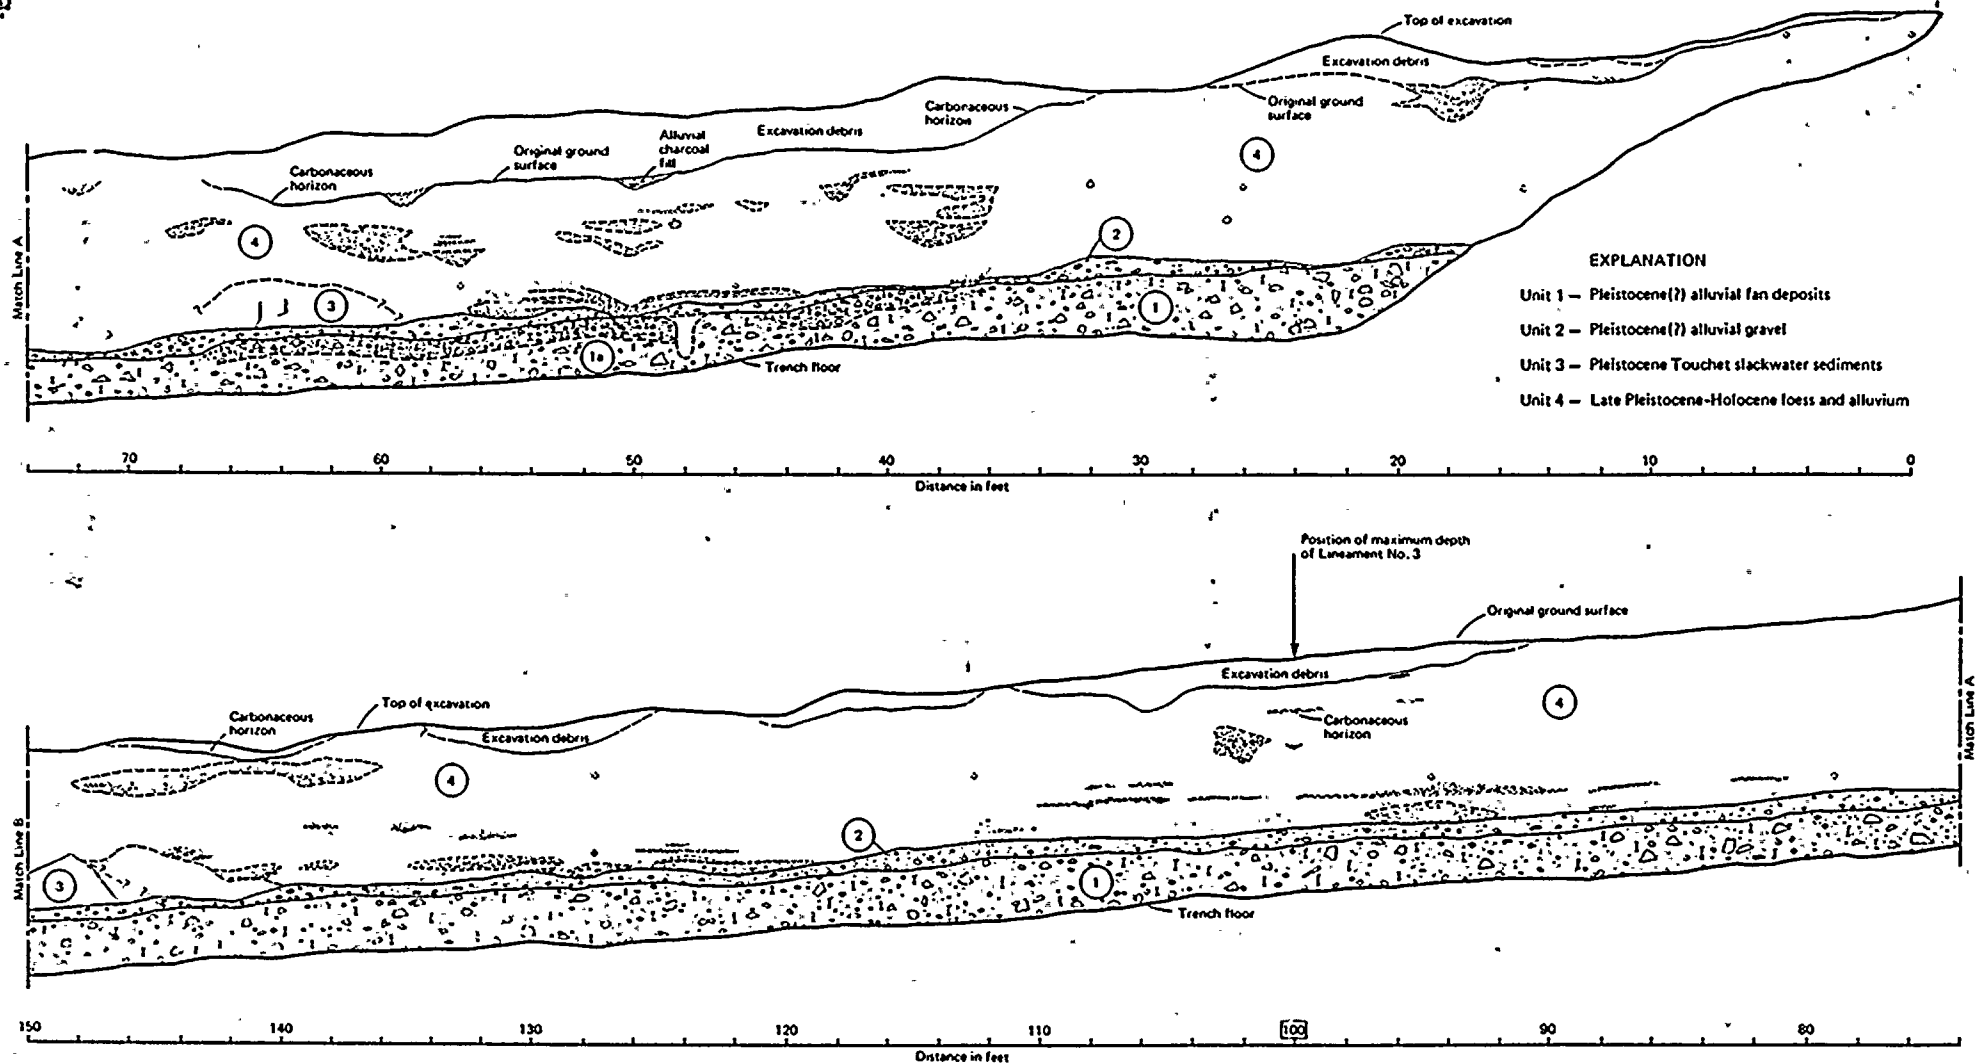 Top of excavation
Excavation debris
Carbonaceous
horizon
Original ground
surface
Excavation debris
Alluvial
charcoal
fill
Original ground
surface
Carbonaceous
horizon
4
4
2
3
1
1a
Trench floor
Match Line A
EXPLANATION
Unit 1 — Pleistocene(?) alluvial fan deposits
Unit 2 — Pleistocene(?) alluvial gravel
Unit 3 — Pleistocene Touchet slackwater sediments
Unit 4 — Late Pleistocene-Holocene loess and alluvium
70 60 50 40 30 20 10 0
Distance in feet
Position of maximum depth
of Lineament No. 3
Original ground surface
Excavation debris
4
Match Line A
Top of excavation
Carbonaceous
horizon
Carbonaceous
horizon
Excavation debris
4
Match Line B
2
3
1
Trench floor
150 140 130 120 110 100 90 80
Distance in feet